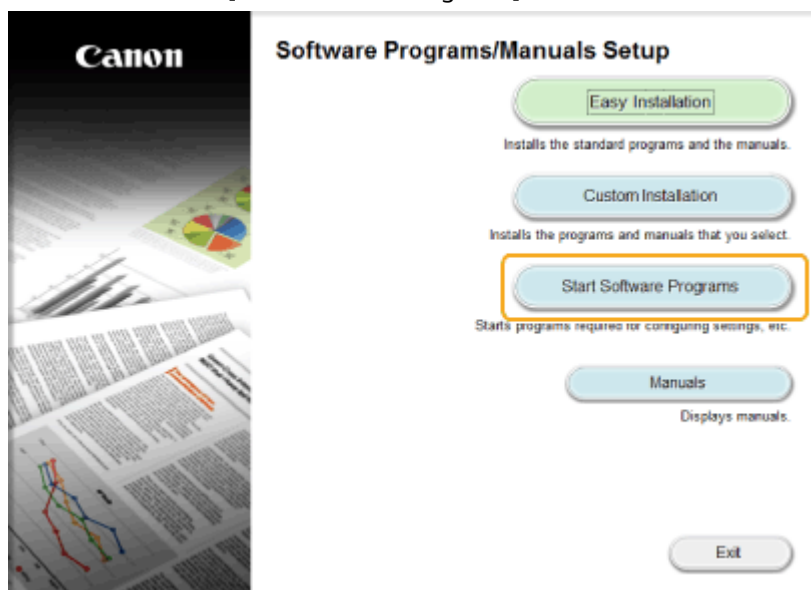 Canon
Software Programs/Manuals Setup
Easy Installation
Installs the standard programs and the manuals.
Custom Installation
Installs the programs and manuals that you select.
Start Software Programs
Starts programs required for configuring settings, etc.
Manuals
Displays manuals.
Exit